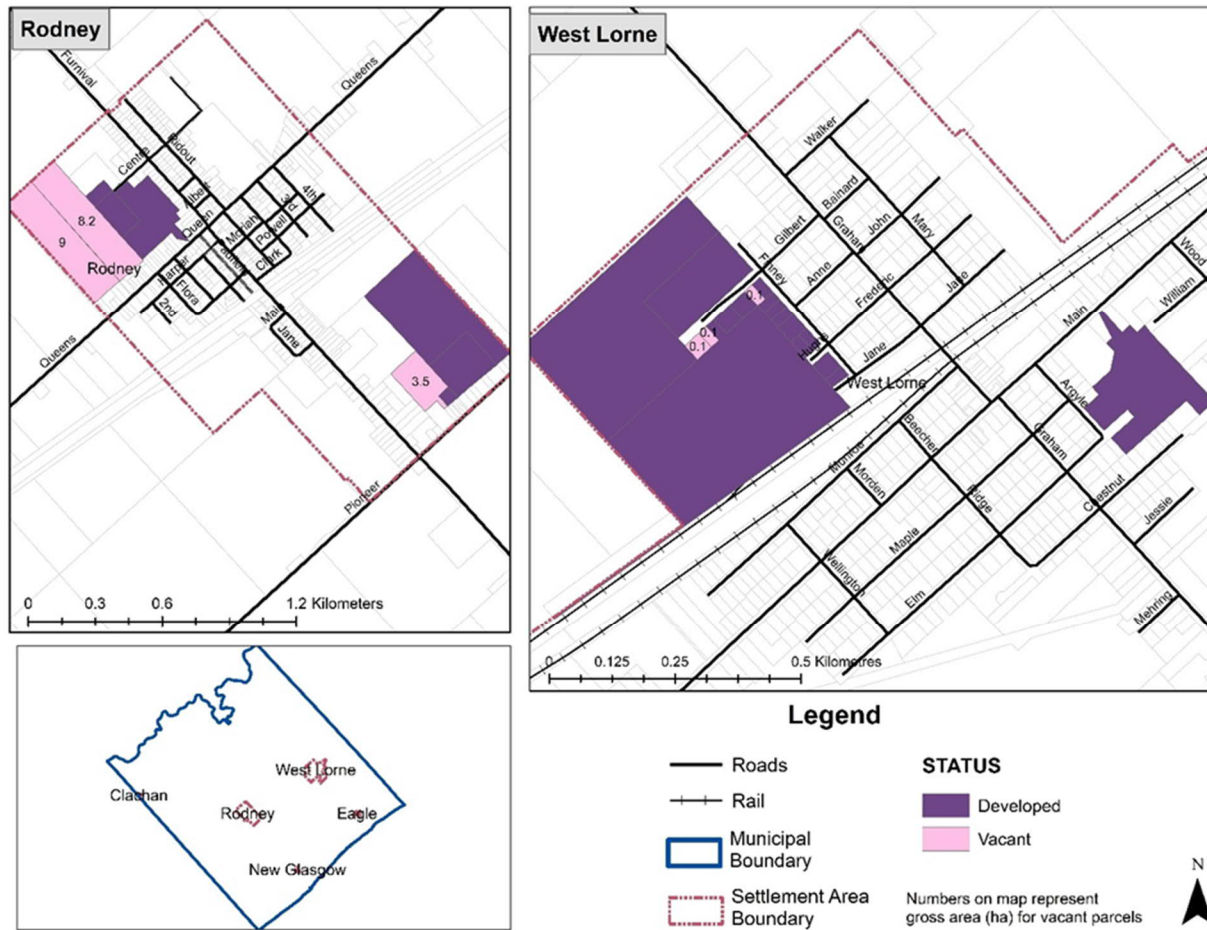 Rodney
Furnival
Queens
Ridout
Centre
Albert
Queen
4th
3rd
Moriah
Powell
Clark
8.2
9
Rodney
Harper
Flora
2nd
Main
Jane
Queens
3.5
Pioneer
0 0.3 0.6 1.2 Kilometers
West Lorne
Walker
Bainard
Gilbert
Graham
John
Mary
Finney
Anne
Frederic
Jane
0.1
0.1
0.1
Jane
West Lorne
Wood
William
Main
Argyle
Beecher
Graham
Munroe
Morden
Ridge
Chestnut
Jessie
Maple
Wellington
Elm
Mehring
0 0.125 0.25 0.5 Kilometres
West Lorne
Clachan
Rodney
Eagle
New Glasgow
Legend
Roads
Rail
Municipal
Boundary
Settlement Area
Boundary
STATUS
Developed
Vacant
Numbers on map represent
gross area (ha) for vacant parcels
N